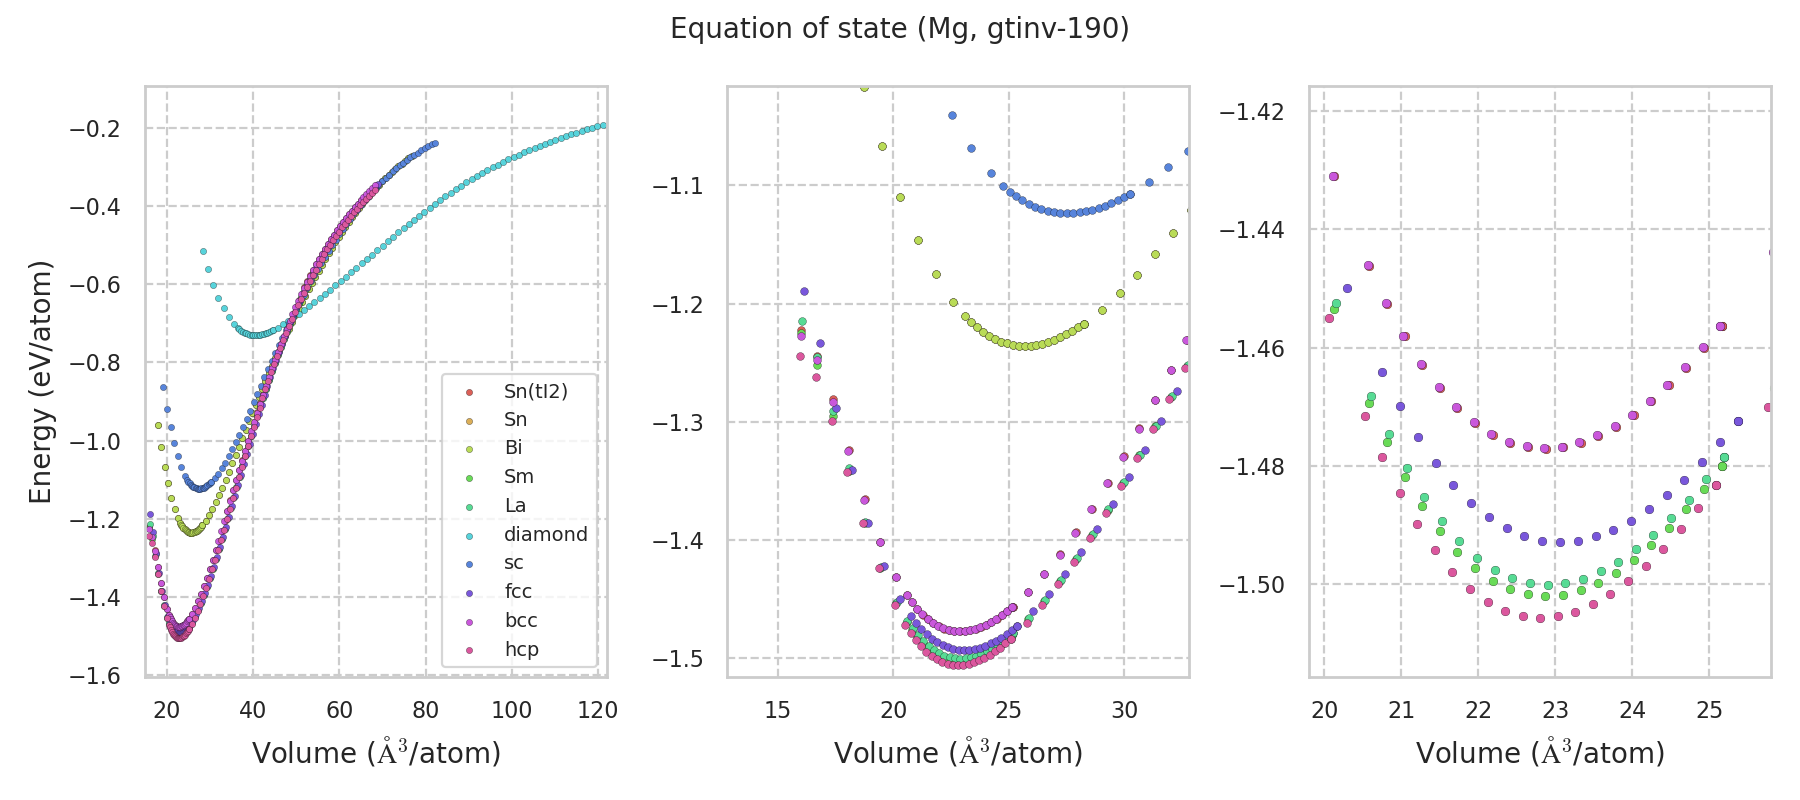 Equation of state (Mg, gtinv-190)
Energy (eV/atom)
−0.2
−0.4
−0.6
−0.8
−1.0
−1.2
−1.4
−1.6
20 40 60 80 100 120
Volume (Å³/atom)
Sn(tI2)
Sn
Bi
Sm
La
diamond
sc
fcc
bcc
hcp
−1.1
−1.2
−1.3
−1.4
−1.5
15 20 25 30
Volume (Å³/atom)
−1.42
−1.44
−1.46
−1.48
−1.50
20 21 22 23 24 25
Volume (Å³/atom)